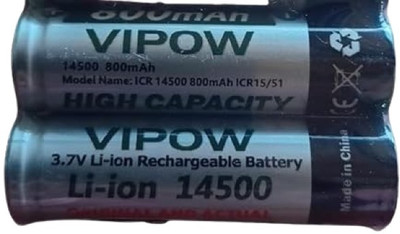 800mAh
VIPOW
14500 800mAh
Model Name: ICR 14500 800mAh ICR15/51
HIGH CAPACITY
CE
VIPOW
3.7V Li-ion Rechargeable Battery
Li-ion 14500
Made in China